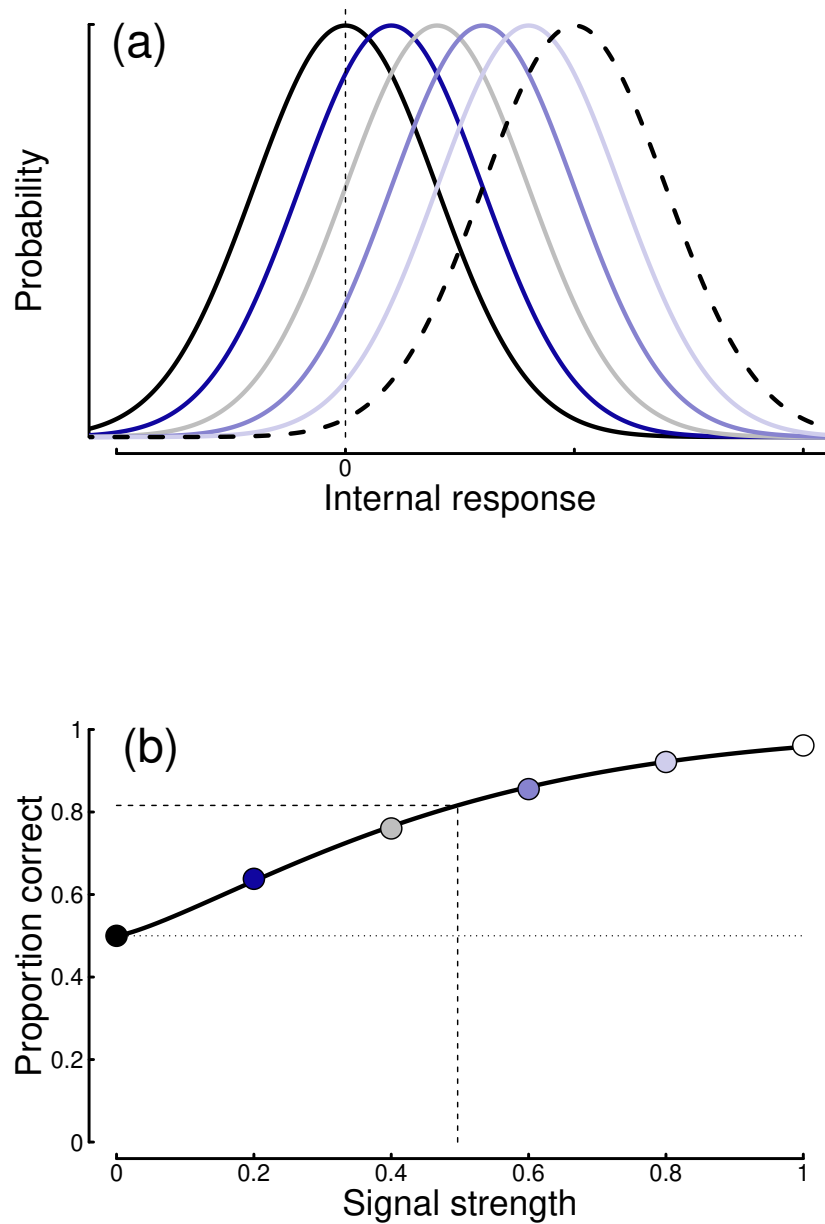 (a)
Probability
0
Internal response
(b)
Proportion correct
1
0.8
0.6
0.4
0.2
0
0 0.2 0.4 0.6 0.8 1
Signal strength